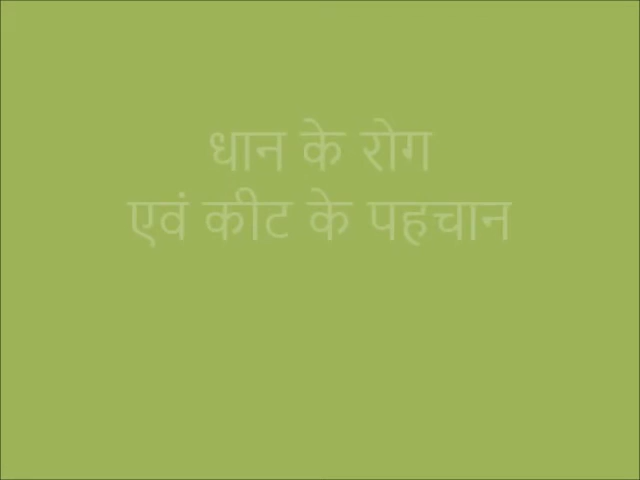 धान के रोग
एवं कीट के पहचान